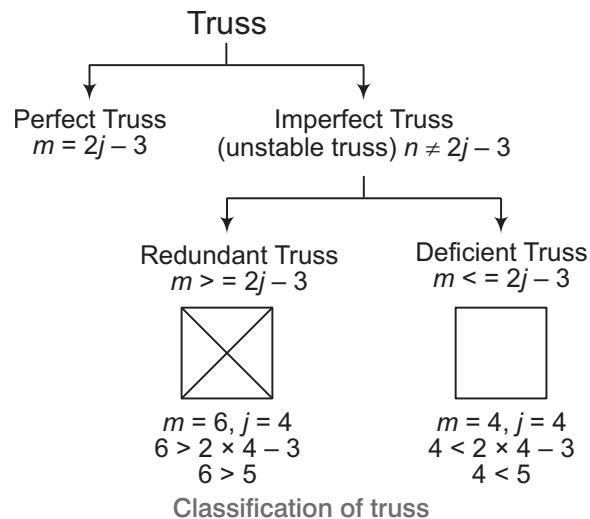 Truss
Perfect Truss
m = 2j – 3
Imperfect Truss
(unstable truss) n ≠ 2j – 3
Redundant Truss
m > = 2j – 3
m = 6, j = 4
6 > 2 × 4 – 3
6 > 5
Deficient Truss
m < = 2j – 3
m = 4, j = 4
4 < 2 × 4 – 3
4 < 5
Classification of truss